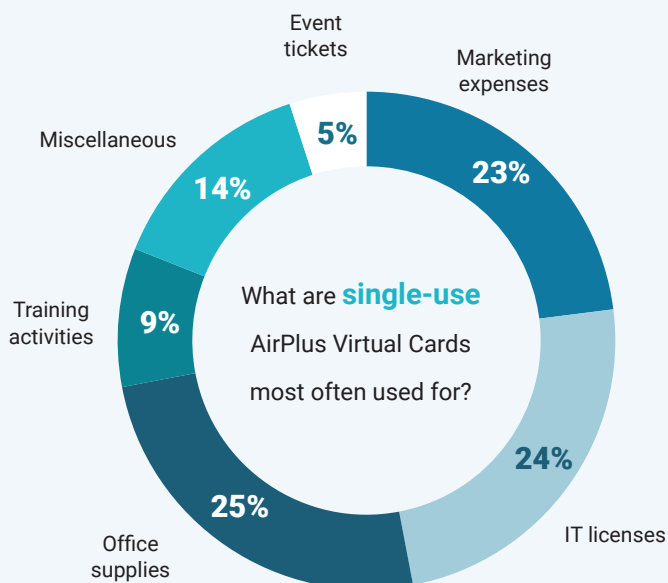 Event
tickets
Marketing
expenses
5%
23%
Miscellaneous
14%
What are single-use
AirPlus Virtual Cards
most often used for?
Training
activities
9%
24%
25%
IT licenses
Office
supplies